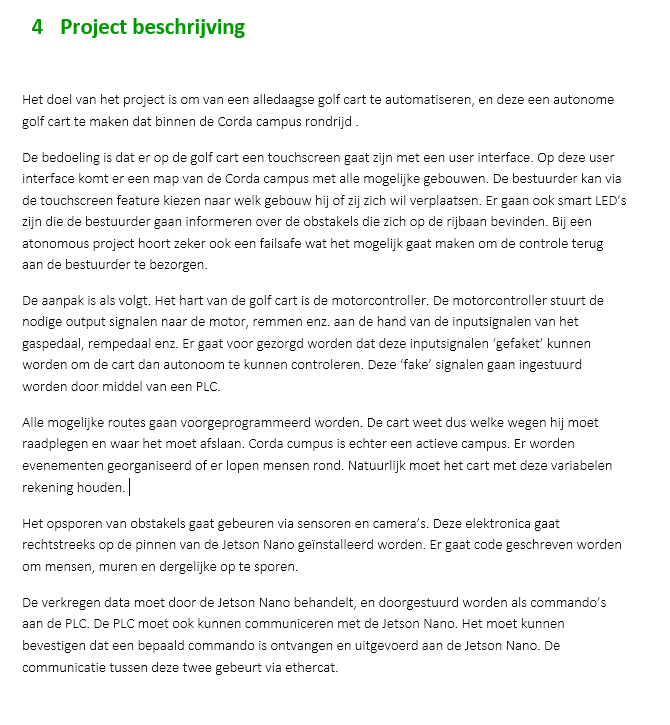 4 Project beschrijving
Het doel van het project is om van een alledaagse golf cart te automatiseren, en deze een autonome
golf cart te maken dat binnen de Corda campus rondrijd .
De bedoeling is dat er op de golf cart een touchscreen gaat zijn met een user interface. Op deze user
interface komt er een map van de Corda campus met alle mogelijke gebouwen. De bestuurder kan via
de touchscreen feature kiezen naar welk gebouw hij of zij zich wil verplaatsen. Er gaan ook smart LED’s
zijn die de bestuurder gaan informeren over de obstakels die zich op de rijbaan bevinden. Bij een
atonomous project hoort zeker ook een failsafe wat het mogelijk gaat maken om de controle terug
aan de bestuurder te bezorgen.
De aanpak is als volgt. Het hart van de golf cart is de motorcontroller. De motorcontroller stuurt de
nodige output signalen naar de motor, remmen enz. aan de hand van de inputsignalen van het
gaspedaal, rempedaal enz. Er gaat voor gezorgd worden dat deze inputsignalen ‘gefaket’ kunnen
worden om de cart dan autonoom te kunnen controleren. Deze ‘fake’ signalen gaan ingestuurd
worden door middel van een PLC.
Alle mogelijke routes gaan voorgeprogrammeerd worden. De cart weet dus welke wegen hij moet
raadplegen en waar het moet afslaan. Corda cumpus is echter een actieve campus. Er worden
evenementen georganiseerd of er lopen mensen rond. Natuurlijk moet het cart met deze variabelen
rekening houden.
Het opsporen van obstakels gaat gebeuren via sensoren en camera’s. Deze elektronica gaat
rechtstreeks op de pinnen van de Jetson Nano geïnstalleerd worden. Er gaat code geschreven worden
om mensen, muren en dergelijke op te sporen.
De verkregen data moet door de Jetson Nano behandelt, en doorgestuurd worden als commando’s
aan de PLC. De PLC moet ook kunnen communiceren met de Jetson Nano. Het moet kunnen
bevestigen dat een bepaald commando is ontvangen en uitgevoerd aan de Jetson Nano. De
communicatie tussen deze twee gebeurt via ethercat.